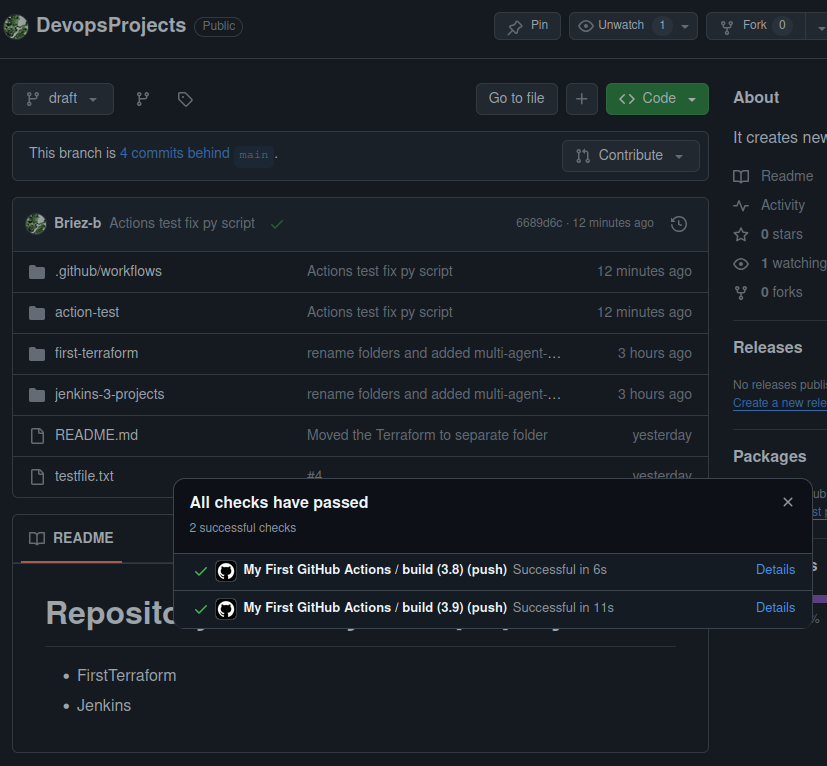 DevopsProjects Public Pin Unwatch 1 Fork 0
draft Go to file Code
About
This branch is 4 commits behind main . Contribute
It creates new
Readme
Activity
0 stars
1 watching
0 forks
Briez-b Actions test fix py script 6689d6c · 12 minutes ago
.github/workflows Actions test fix py script 12 minutes ago
action-test Actions test fix py script 12 minutes ago
first-terraform rename folders and added multi-agent-... 3 hours ago
jenkins-3-projects rename folders and added multi-agent-... 3 hours ago
README.md Moved the Terraform to separate folder yesterday
testfile.txt #4 yesterday
Releases
No releases publis
Create a new rele
Packages
All checks have passed
2 successful checks
My First GitHub Actions / build (3.8) (push) Successful in 6s Details
My First GitHub Actions / build (3.9) (push) Successful in 11s Details
README
FirstTerraform
Jenkins